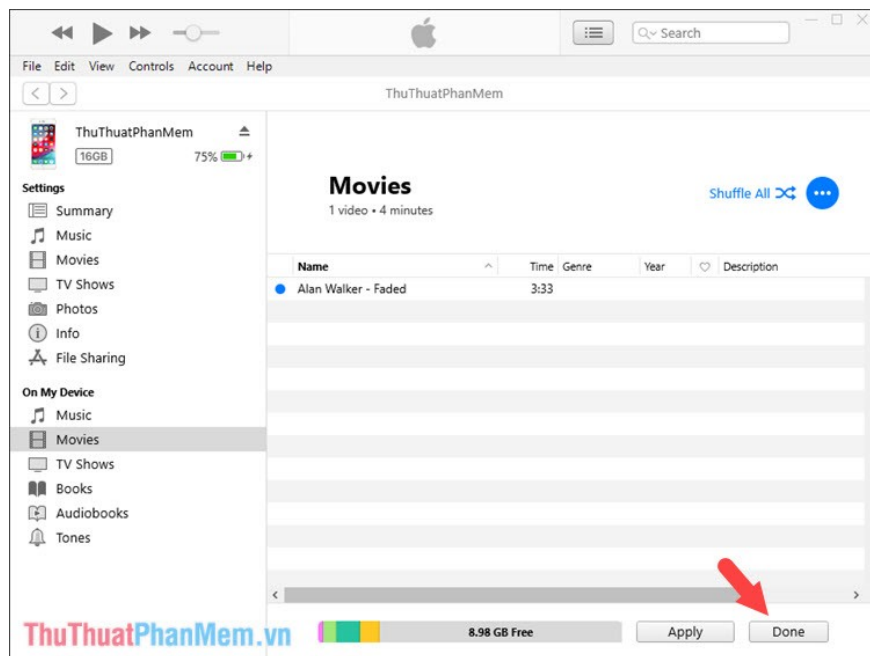 Search
File Edit View Controls Account Help
ThuThuatPhanMem
ThuThuatPhanMem
16GB 75%
Settings
Summary
Music
Movies
TV Shows
Photos
Info
File Sharing
On My Device
Music
Movies
TV Shows
Books
Audiobooks
Tones
Movies
1 video • 4 minutes
Shuffle All
Name Time Genre Year Description
Alan Walker - Faded 3:33
8.98 GB Free Apply Done
ThuThuatPhanMem.vn